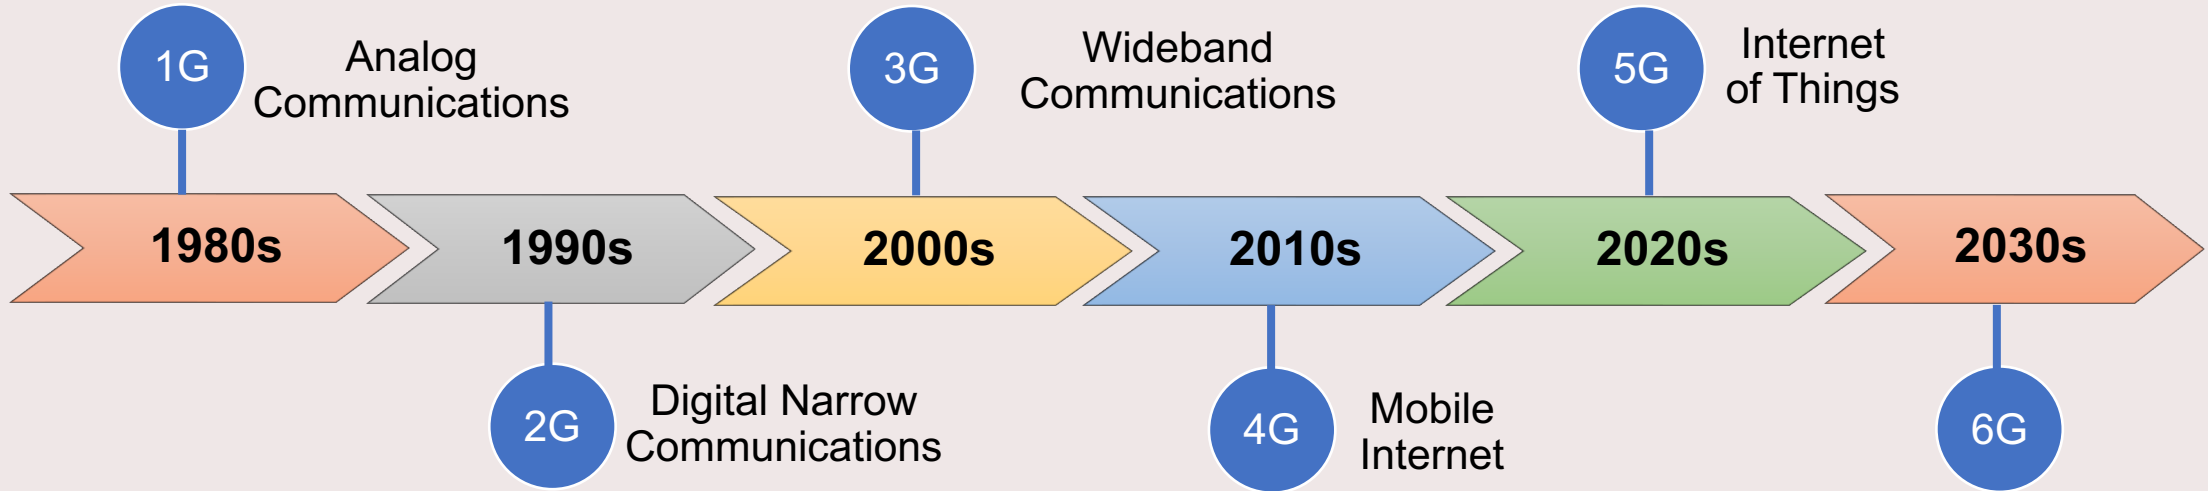 1G
Analog
Communications
3G
Wideband
Communications
5G
Internet
of Things
1980s
1990s
2000s
2010s
2020s
2030s
2G
Digital Narrow
Communications
4G
Mobile
Internet
6G